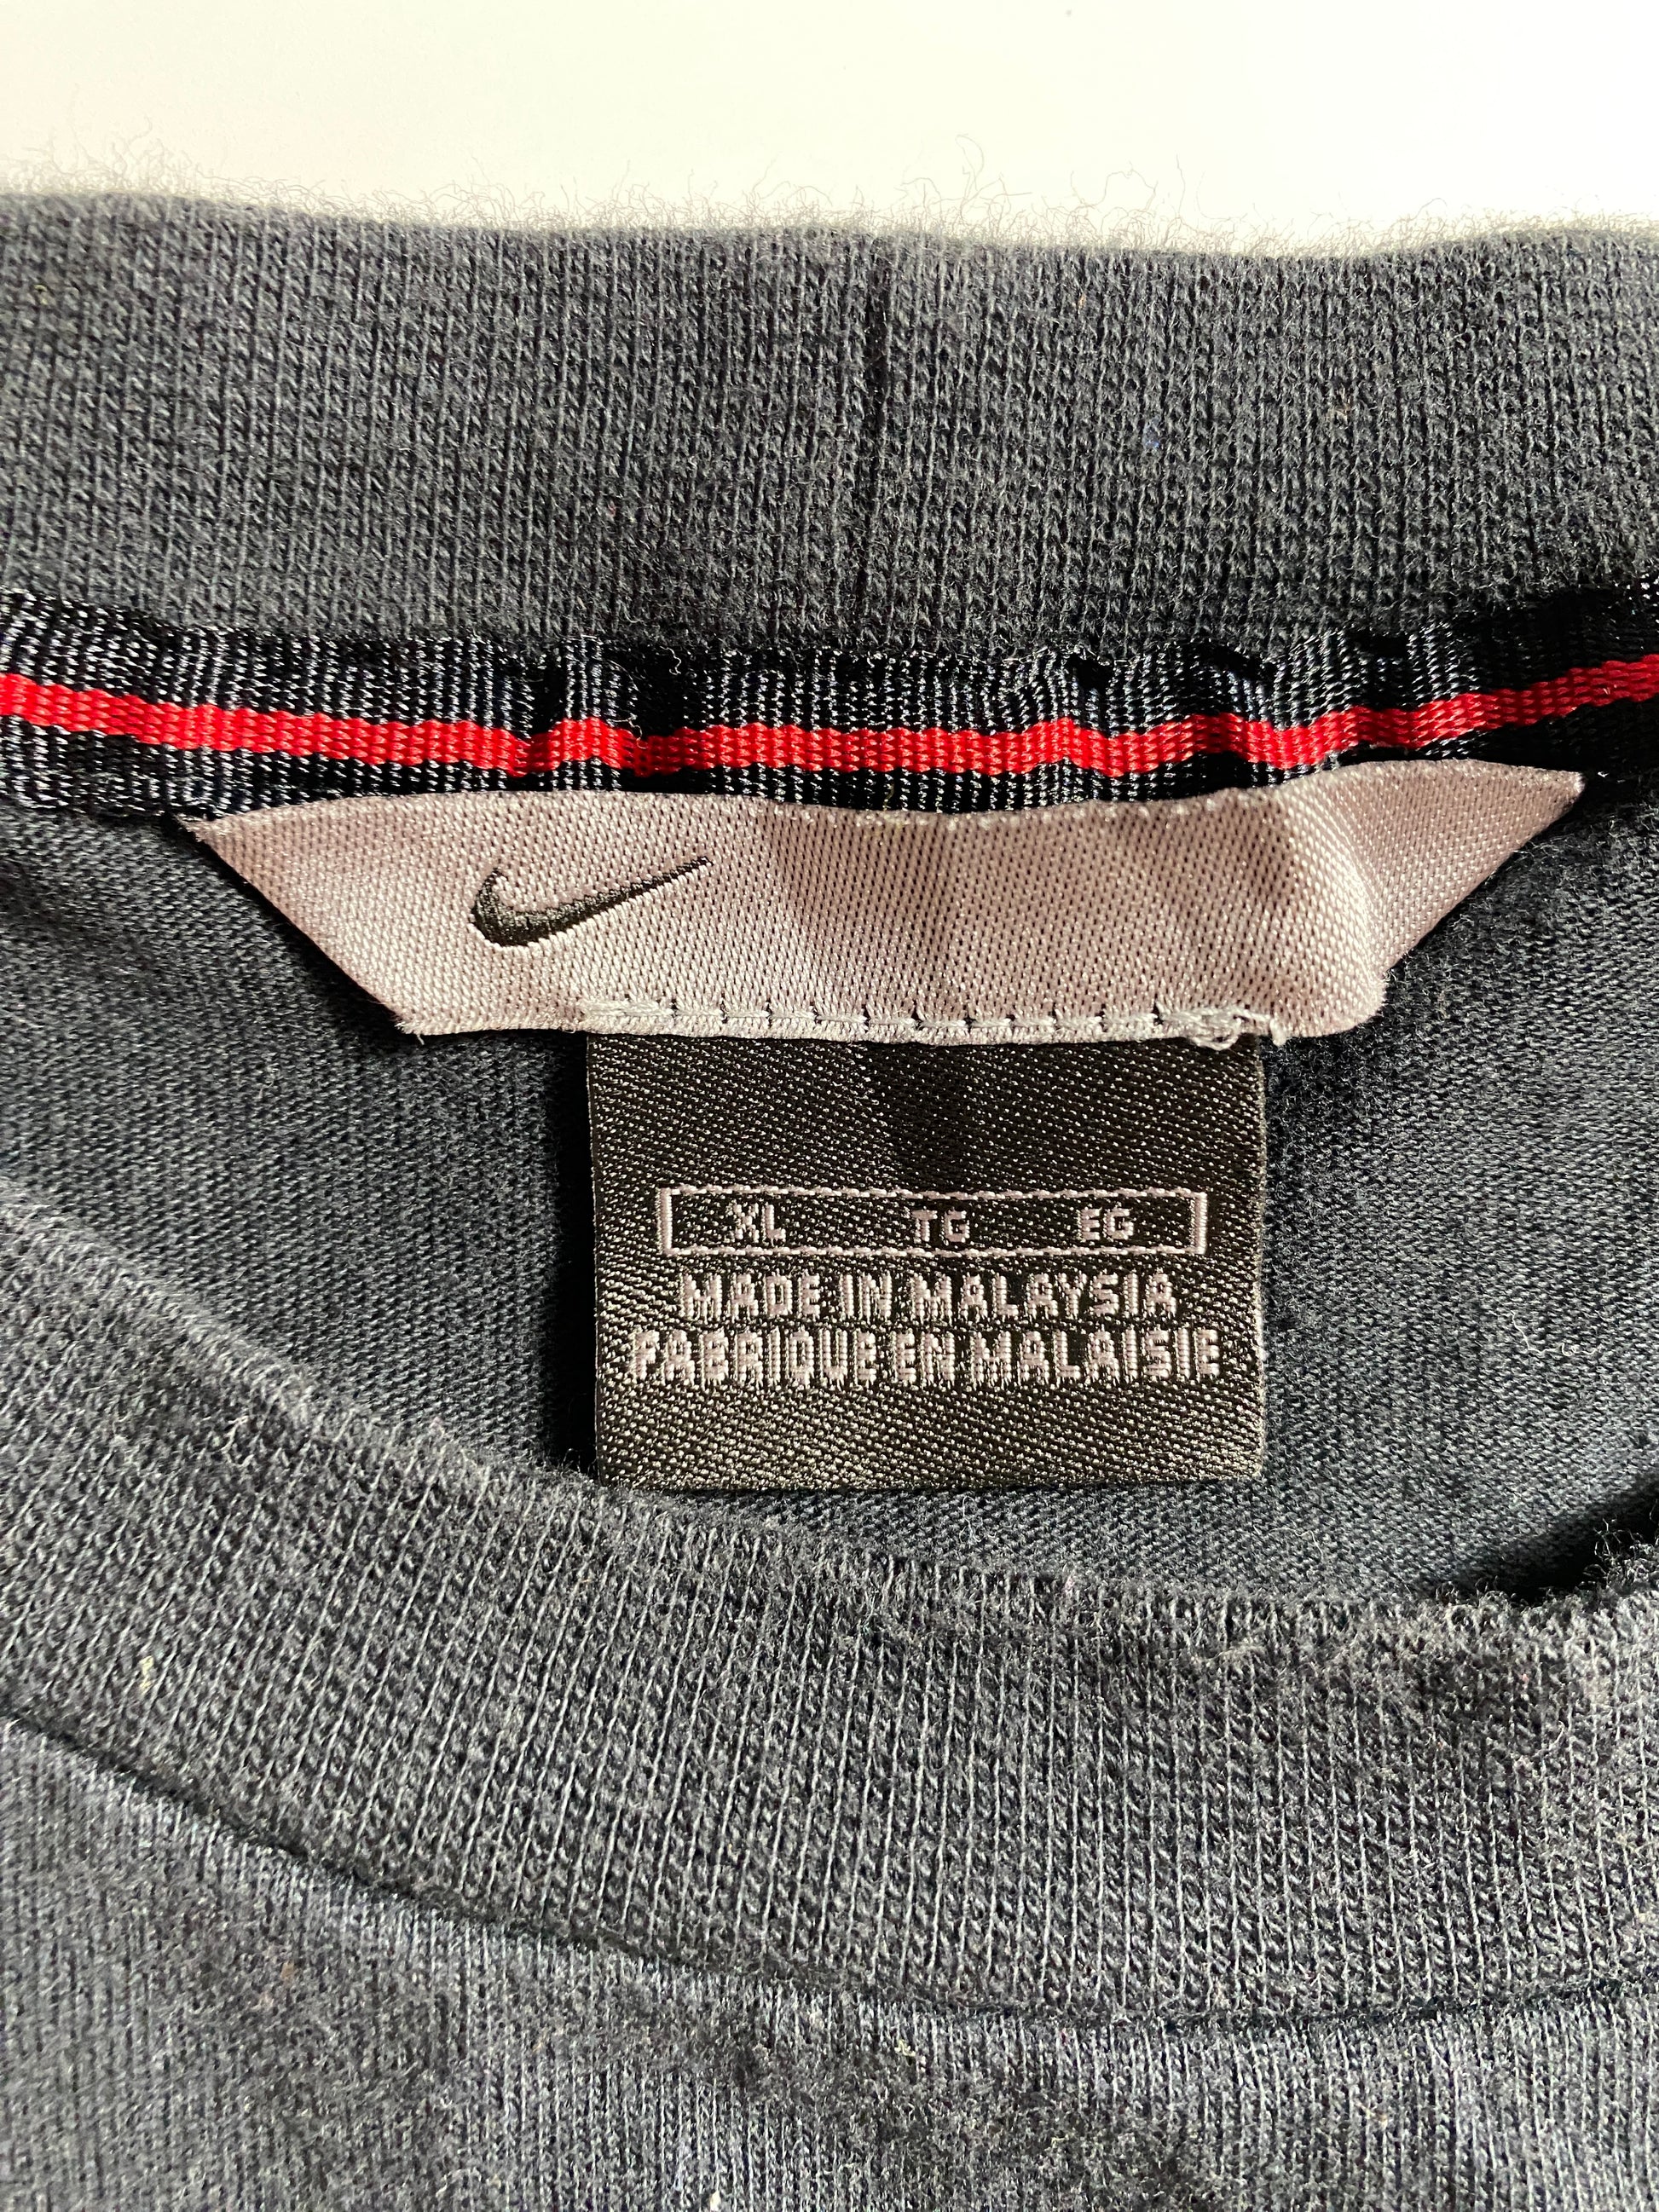 XL TG EG
MADE IN MALAYSIA
FABRIQUE EN MALAISIE